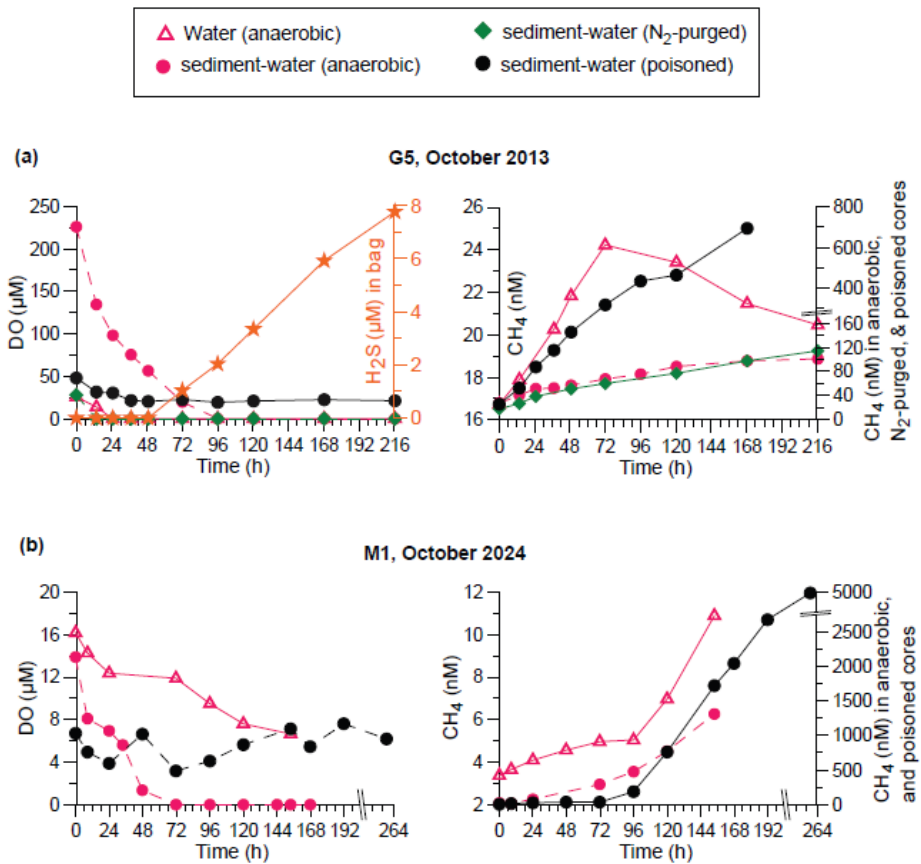 Water (anaerobic)
sediment-water (N2-purged)
sediment-water (anaerobic)
sediment-water (poisoned)
(a)
G5, October 2013
250
200
150
100
50
0
DO (µM)
8
6
4
2
0
H2S (µM) in bag
0 24 48 72 96 120 144 168 192 216
Time (h)
26
24
22
20
18
16
CH4 (nM)
800
600
400
160
120
80
40
0
CH4 (nM) in anaerobic,
N2-purged, & poisoned cores
0 24 48 72 96 120 144 168 192 216
Time (h)
(b)
M1, October 2024
20
16
12
8
4
0
DO (µM)
0 24 48 72 96 120 144 168 192 264
Time (h)
12
10
8
6
4
2
CH4 (nM)
5000
2500
2000
1500
1000
500
0
CH4 (nM) in anaerobic,
and poisoned cores
0 24 48 72 96 120 144 168 192 264
Time (h)